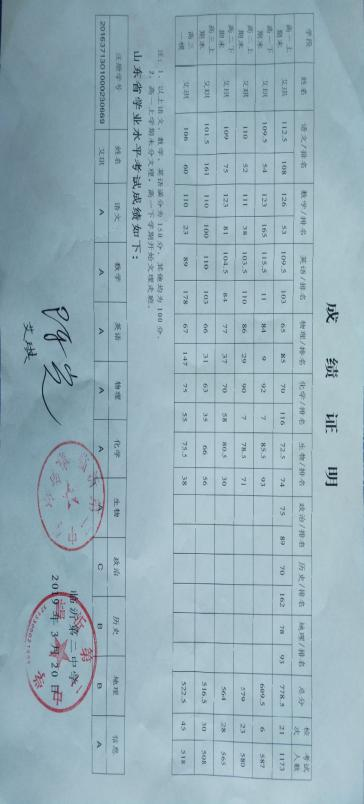 成绩证明
学段 姓名 语文/排名 数学/排名 英语/排名 物理/排名 化学/排名 生物/排名 政治/排名 历史/排名 地理/排名 总分 校次 考试人数
高一上期末 艾琪 112.5 108 126 53 109.5 103 65 85 70 116 72.5 74 75 89 70 162 78 93 778.5 21 1173
高一下期末 艾琪 109.5 54 123 165 115.5 11 84 9 92 7 85.5 93 609.5 6 587
高二上期末 艾琪 110 52 111 58 103.5 110 86 29 90 7 78.5 71 579 23 580
高二下期末 艾琪 109 75 123 81 104.5 84 77 37 70 58 80.5 30 564 28 565
高三上期末 艾琪 101.5 161 110 100 110 103 66 31 63 35 66 56 516.5 30 508
高三一模 艾琪 106 60 110 23 89 178 67 147 75 55 75.5 38 522.5 45 518
注：1、以上语文、数学、英语满分为150分，其他均为100分。
2、高一上学期末分文理，高一下学期开始文理走班。
山东省学业水平考试成绩如下：
注册学号 姓名 语文 数学 英语 物理 化学 生物 政治 历史 地理 信息
艾琪 A A A A A A C B B A
艾琪
临沂第二中学
2019年3月20日